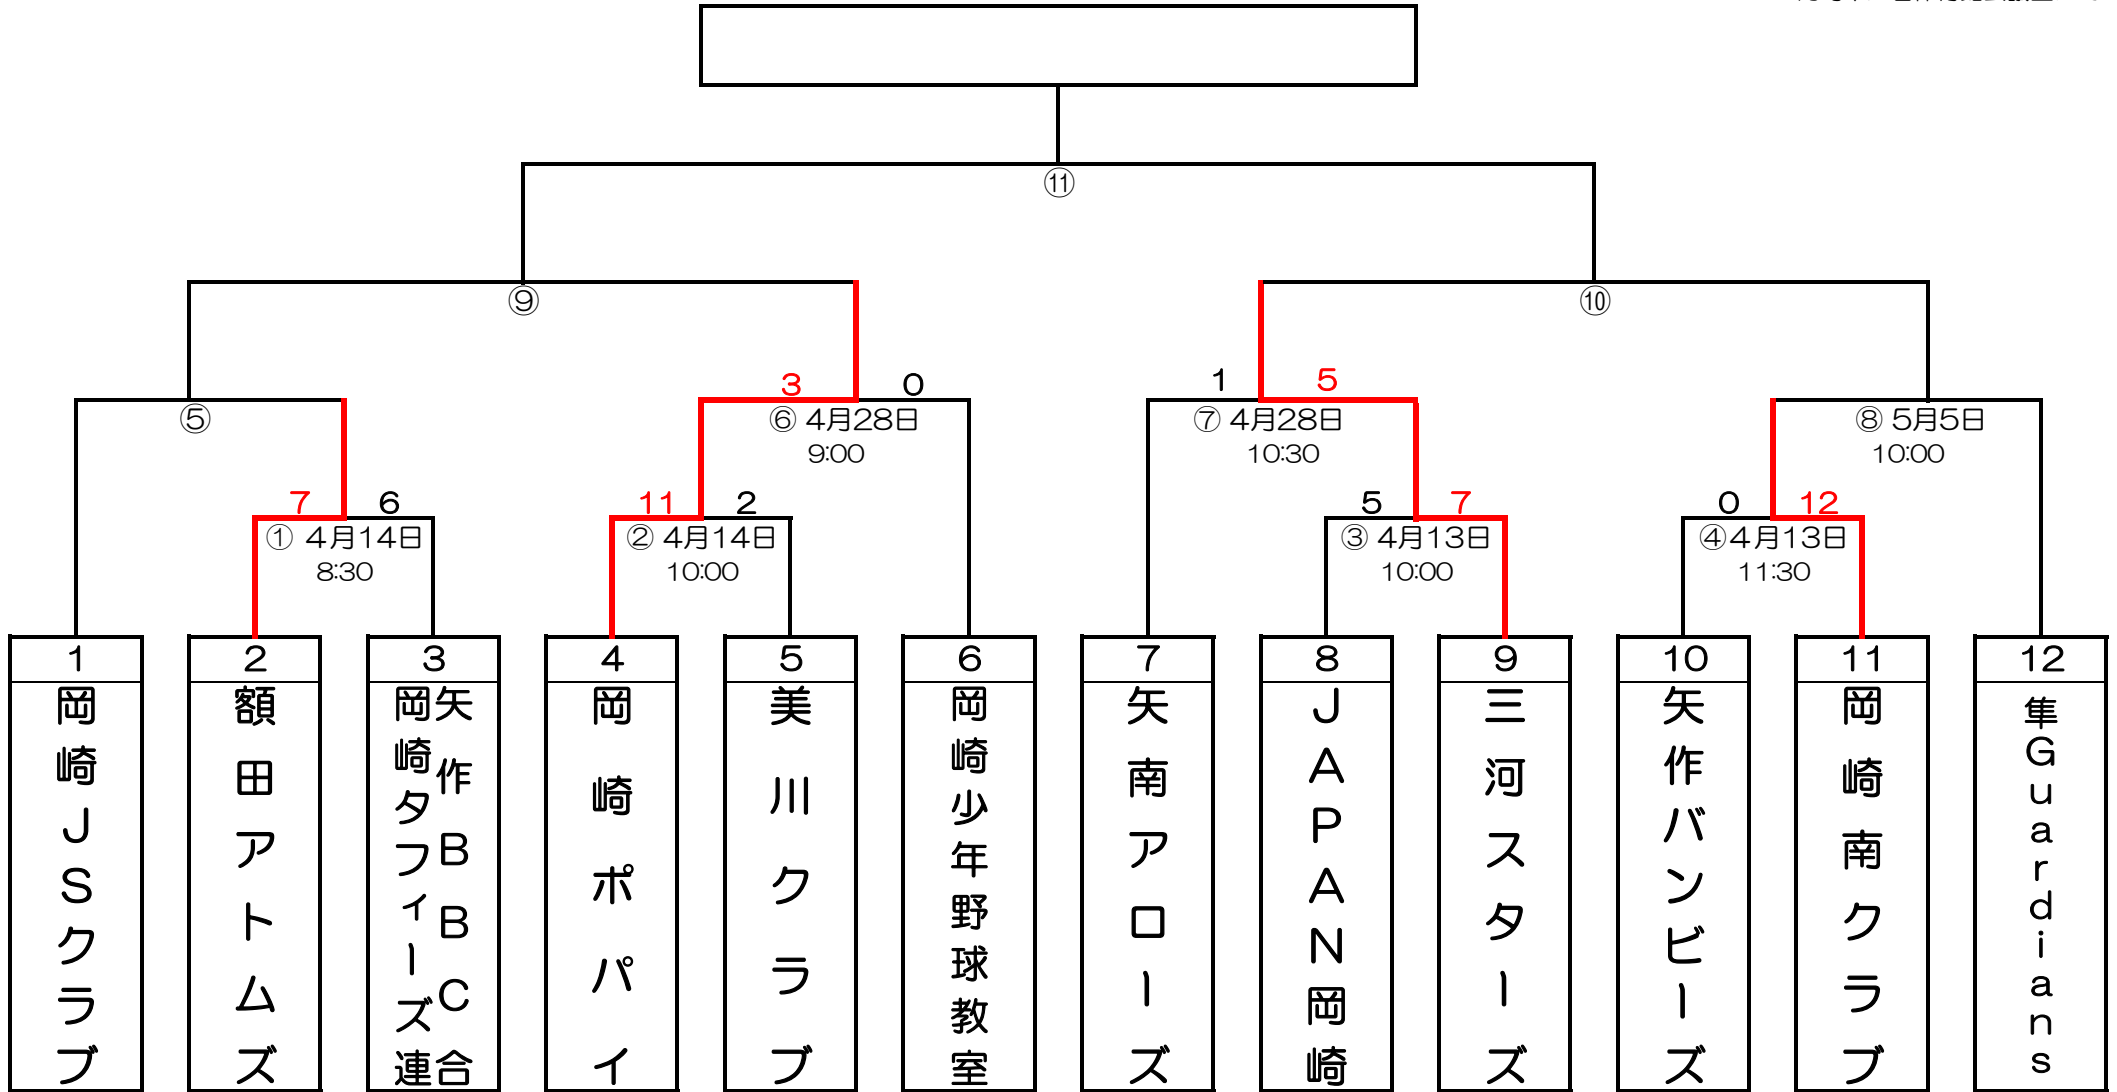 ⑪
⑨
⑩
3 0
1 5
⑤
⑥ 4月28日
9:00
⑦ 4月28日
10:30
⑧ 5月5日
10:00
7 6
① 4月14日
8:30
11 2
② 4月14日
10:00
5 7
③ 4月13日
10:00
0 12
④4月13日
11:30
1
岡崎JSクラブ
2
額田アトムズ
3
矢作BBC
岡崎タフィーズ連合
4
岡崎ポパイ
5
美川クラブ
6
岡崎少年野球教室
7
矢南アローズ
8
JAPAN岡崎
9
三河スターズ
10
矢作バンビーズ
11
岡崎南クラブ
12
隼Guardians